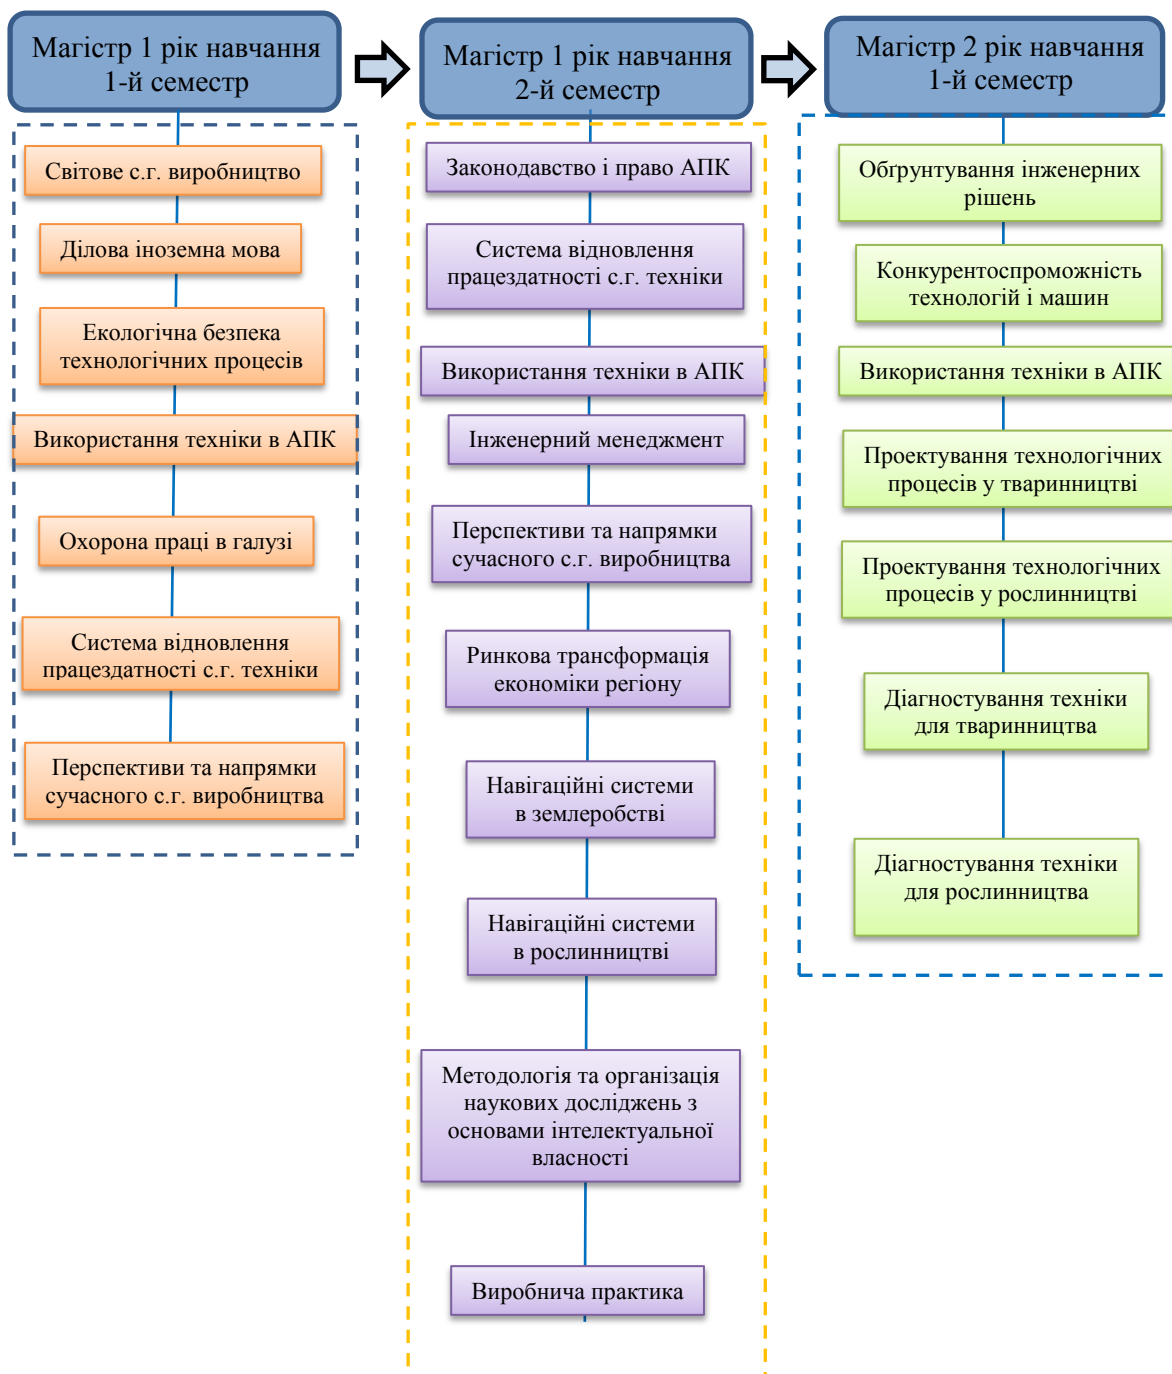 Магістр 1 рік навчання
1-й семестр
Світове с.г. виробництво
Ділова іноземна мова
Екологічна безпека
технологічних процесів
Використання техніки в АПК
Охорона праці в галузі
Система відновлення
працездатності с.г. техніки
Перспективи та напрямки
сучасного с.г. виробництва
Магістр 1 рік навчання
2-й семестр
Законодавство і право АПК
Система відновлення
працездатності с.г. техніки
Використання техніки в АПК
Інженерний менеджмент
Перспективи та напрямки
сучасного с.г. виробництва
Ринкова трансформація
економіки регіону
Навігаційні системи
в землеробстві
Навігаційні системи
в рослинництві
Методологія та організація
наукових досліджень з
основами інтелектуальної
власності
Виробнича практика
Магістр 2 рік навчання
1-й семестр
Обґрунтування інженерних
рішень
Конкурентоспроможність
технологій і машин
Використання техніки в АПК
Проектування технологічних
процесів у тваринництві
Проектування технологічних
процесів у рослинництві
Діагностування техніки
для тваринництва
Діагностування техніки
для рослинництва